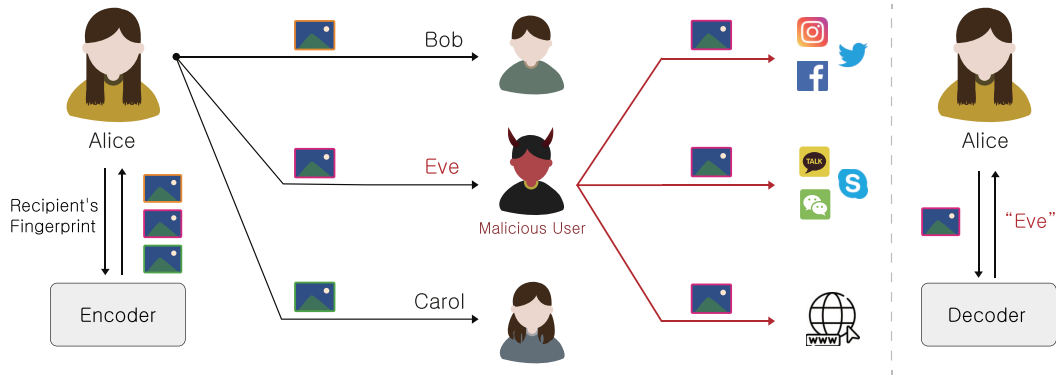 Bob
Alice
Recipient's
Fingerprint
Encoder
Eve
Malicious User
Carol
TALK
S
www
Alice
"Eve"
Decoder